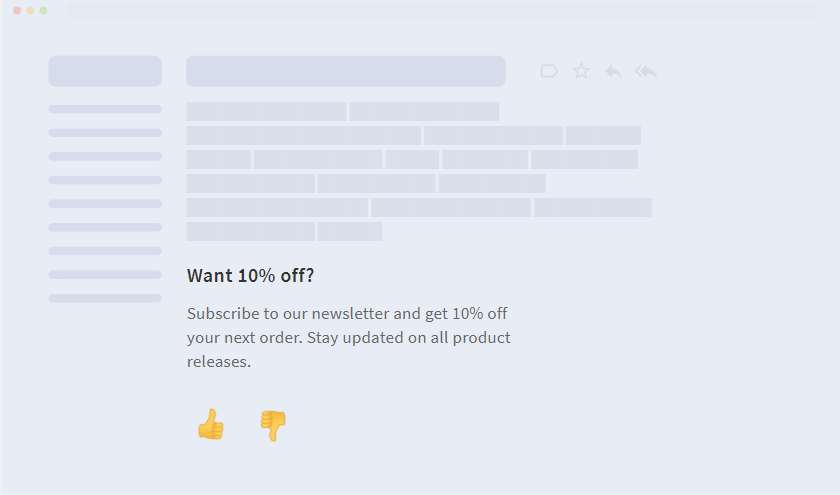 Want 10% off?
Subscribe to our newsletter and get 10% off
your next order. Stay updated on all product
releases.